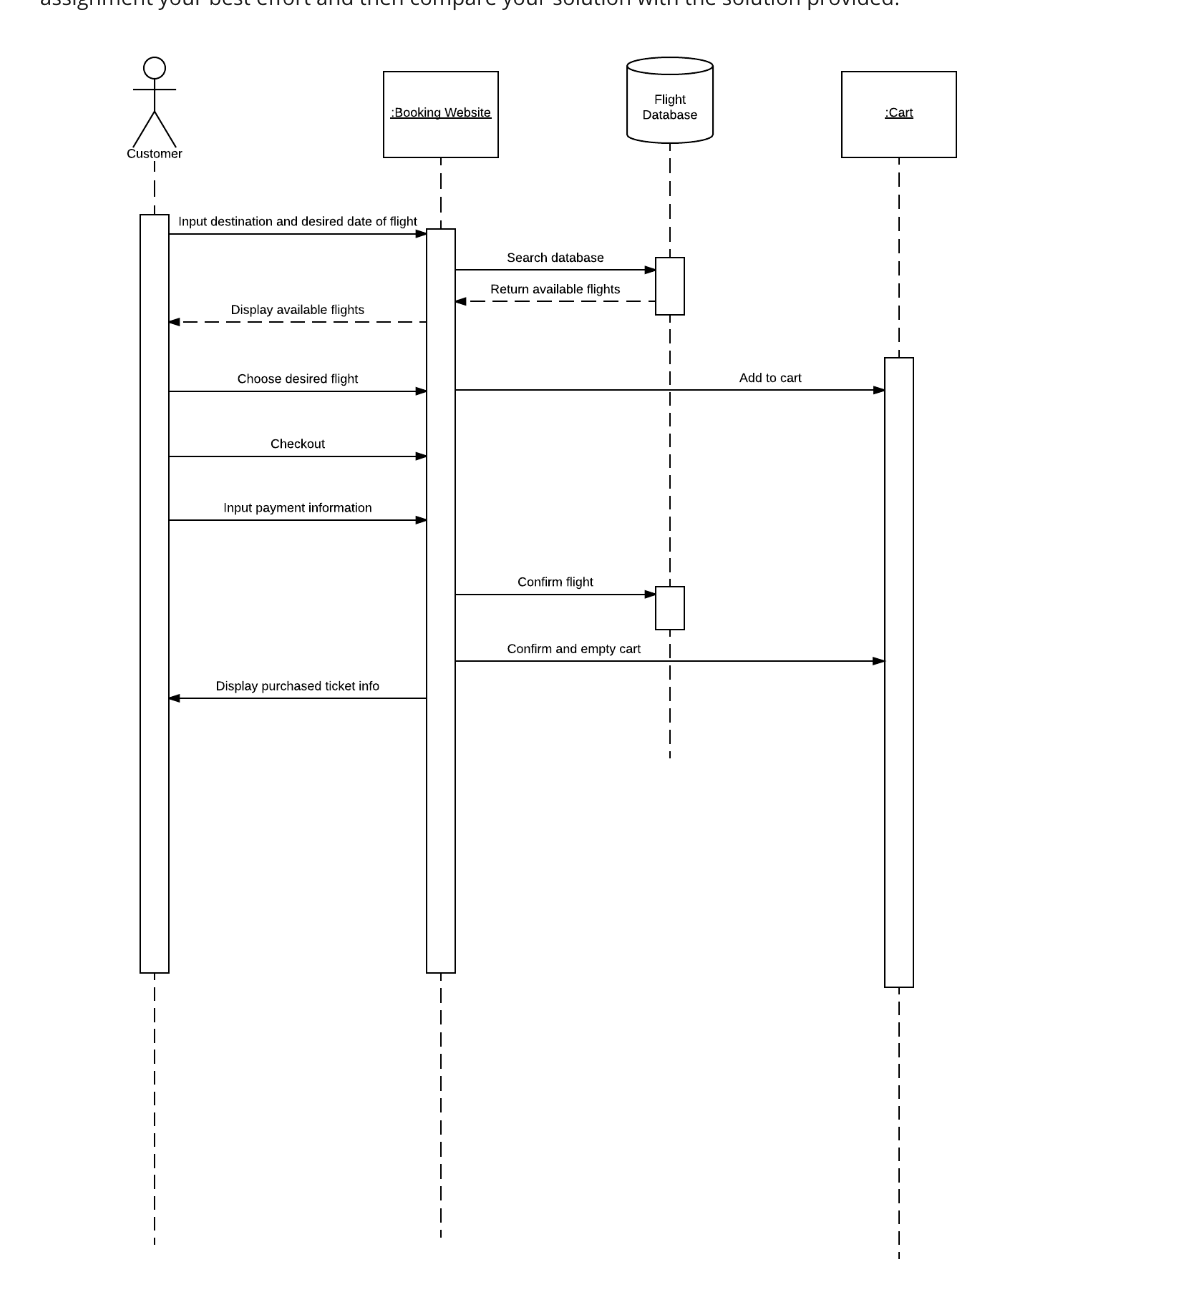 assignment your best effort and then compare your solution with the solution provided.
Customer
:Booking Website
Flight
Database
:Cart
Input destination and desired date of flight
Search database
Return available flights
Display available flights
Choose desired flight
Add to cart
Checkout
Input payment information
Confirm flight
Confirm and empty cart
Display purchased ticket info